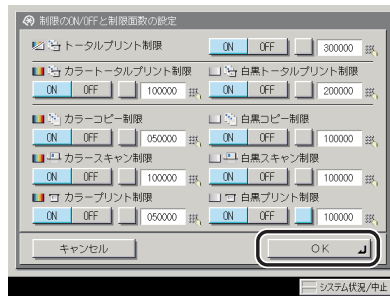 制限のON/OFFと制限面数の設定
トータルプリント制限 ON OFF 300000
カラートータルプリント制限 白黒トータルプリント制限
ON OFF 100000 ON OFF 200000
カラーコピー制限 白黒コピー制限
ON OFF 050000 ON OFF 100000
カラースキャン制限 白黒スキャン制限
ON OFF 100000 ON OFF 100000
カラープリント制限 白黒プリント制限
ON OFF 050000 ON OFF 100000
キャンセル OK
システム状況/中止